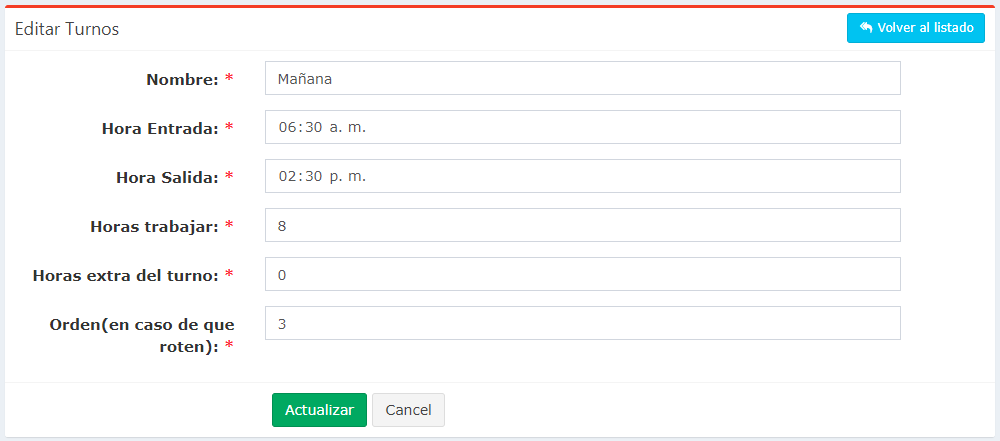 Editar Turnos
Volver al listado
Nombre: *
Mañana
Hora Entrada: *
06:30 a. m.
Hora Salida: *
02:30 p. m.
Horas trabajar: *
8
Horas extra del turno: *
0
Orden(en caso de que
roten): *
3
Actualizar
Cancel